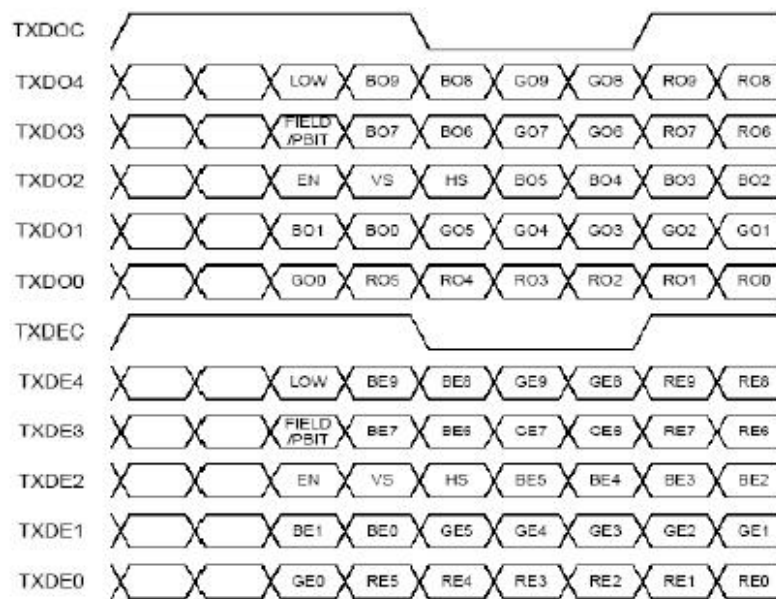 TXDOC
TXDO4 LOW BO9 BO8 GO9 GO8 RO9 RO8
TXDO3 FIELD /PBIT BO7 BO6 GO7 GO6 RO7 RO6
TXDO2 EN VS HS BO5 BO4 BO3 BO2
TXDO1 BO1 BO0 GO5 GO4 GO3 GO2 GO1
TXDO0 GO0 RO5 RO4 RO3 RO2 RO1 RO0
TXDEC
TXDE4 LOW BE9 BE8 GE9 GE8 RE9 RE8
TXDE3 FIELD /PBIT BE7 BE6 GE7 GE6 RE7 RE6
TXDE2 EN VS HS BE5 BE4 BE3 BE2
TXDE1 BE1 BE0 GE5 GE4 GE3 GE2 GE1
TXDE0 GE0 RE5 RE4 RE3 RE2 RE1 RE0